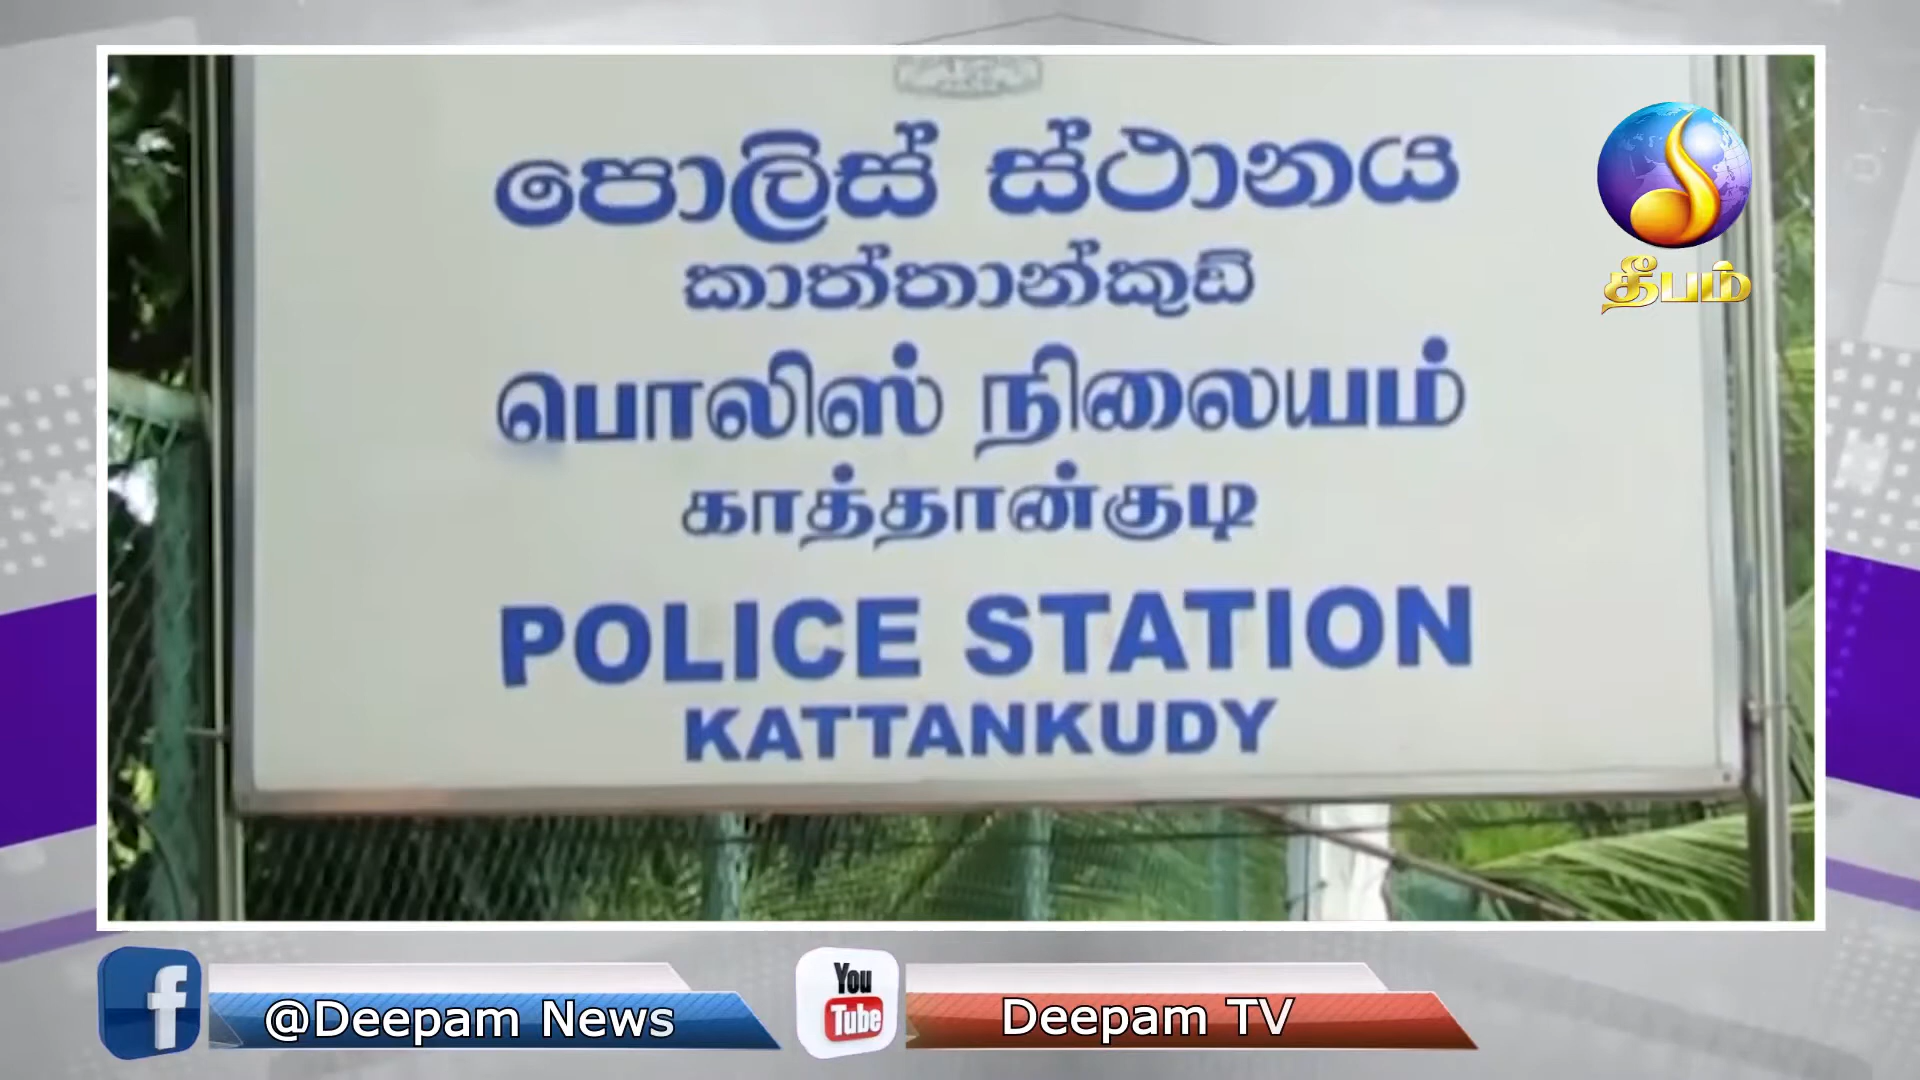 පොලිස් ස්ථානය
කාත්තාන්කුඩි
பொலிஸ் நிலையம்
காத்தான்குடி
POLICE STATION
KATTANKUDY
தீபம்
@Deepam News
You
Tube
Deepam TV